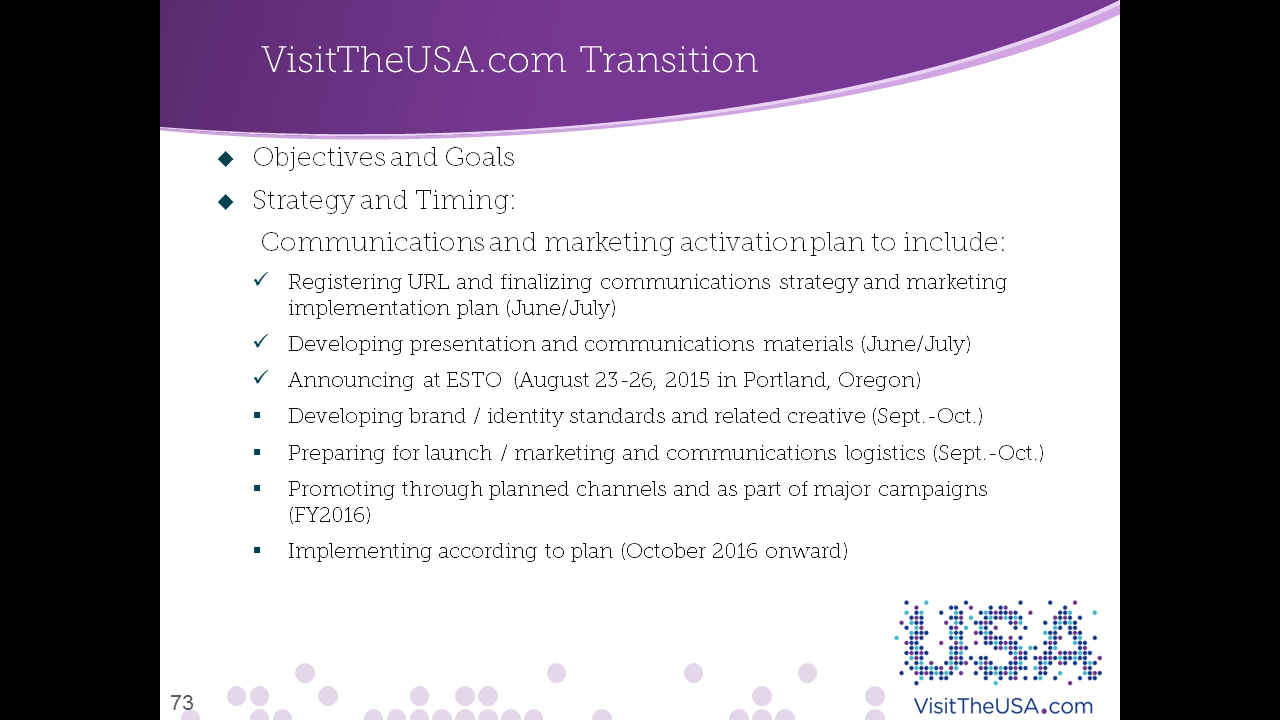 VisitTheUSA.com Transition
Objectives and Goals
Strategy and Timing:
Communications and marketing activation plan to include:
Registering URL and finalizing communications strategy and marketing
implementation plan (June/July)
Developing presentation and communications materials (June/July)
Announcing at ESTO (August 23-26, 2015 in Portland, Oregon)
Developing brand / identity standards and related creative (Sept.-Oct.)
Preparing for launch / marketing and communications logistics (Sept.-Oct.)
Promoting through planned channels and as part of major campaigns
(FY2016)
Implementing according to plan (October 2016 onward)
USA
VisitTheUSA.com
73